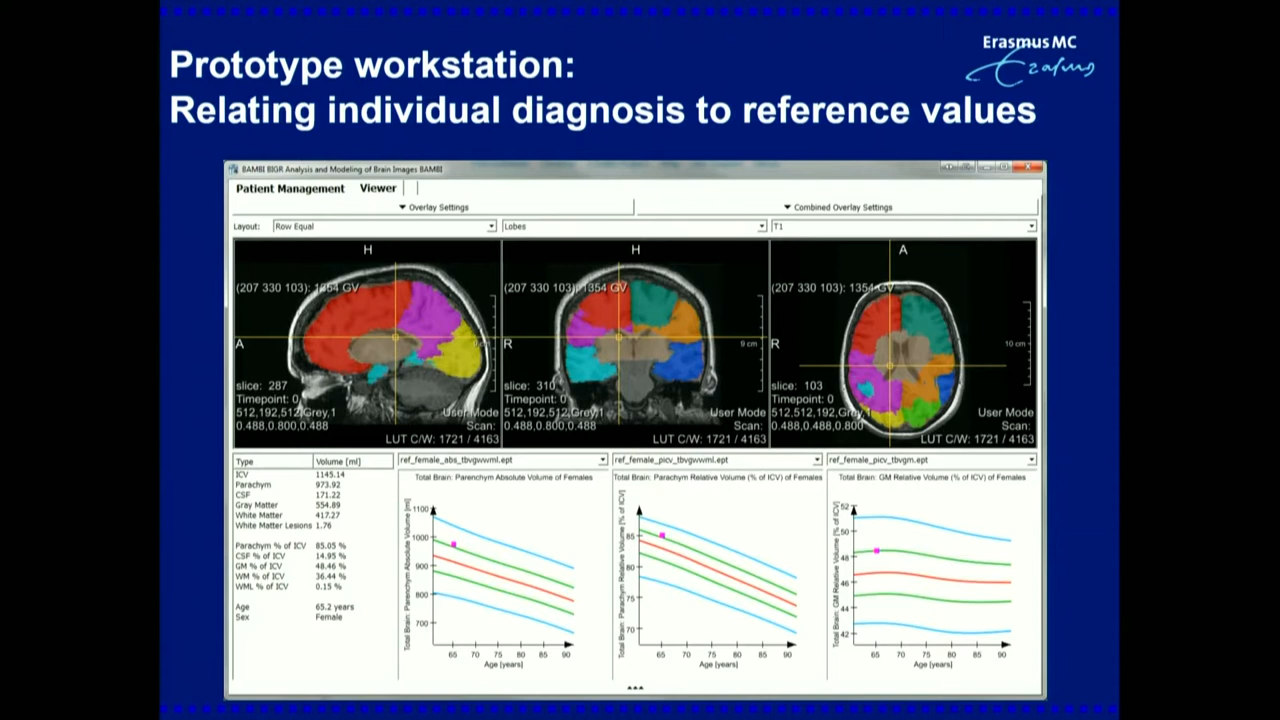 Prototype workstation:
Relating individual diagnosis to reference values
Erasmus MC
Erasmus
BAMBI BIGR Analysis and Modeling of Brain Images BAMBI
Patient Management Viewer
Overlay Settings
Combined Overlay Settings
Layout: Row Equal
Lobes
T1
H
(207 330 103): 1354 GV
A
slice: 287
Timepoint: 0
512,192,512,Grey,1
0.488,0.800,0.488
User Mode
Scan:
LUT C/W: 1721 / 4163
H
(207 330 103): 1354 GV
R
9 cm
slice: 310
Timepoint: 0
512,192,512,Grey,1
0.488,0.800,0.488
User Mode
Scan:
LUT C/W: 1721 / 4163
A
(207 330 103): 1354 GV
R
10 cm
slice: 103
Timepoint: 0
512,192,512,Grey,1
0.488,0.800,0.488
User Mode
Scan:
LUT C/W: 1721 / 4163
Type Volume [ml]
ICV 1145.14
Parachym 973.92
CSF 171.22
Gray Matter 554.89
White Matter 417.27
White Matter Lesions 1.76
Parachym % of ICV 85.05 %
CSF % of ICV 14.95 %
GM % of ICV 48.46 %
WM % of ICV 36.44 %
WML % of ICV 0.15 %
Age 65.2 years
Sex Female
ref_female_abs_tbvgwwml.ept
Total Brain: Parenchym Absolute Volume of Females
Total Brain: Parenchym Absolute Volume [ml]
1100
1000
900
800
700
65 70 75 80 85 90
Age [years]
ref_female_picv_tbvgwwml.ept
Total Brain: Parachym Relative Volume (% of ICV) of Females
Total Brain: Parachym Relative Volume [% of ICV]
85
80
75
70
65 70 75 80 85 90
Age [years]
ref_female_picv_tbvgm.ept
Total Brain: GM Relative Volume (% of ICV) of Females
Total Brain: GM Relative Volume [% of ICV]
52
50
48
46
44
42
65 70 75 80 85 90
Age [years]